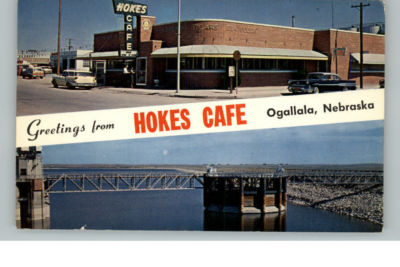 HOKES
CAFE
Greetings from HOKES CAFE Ogallala, Nebraska